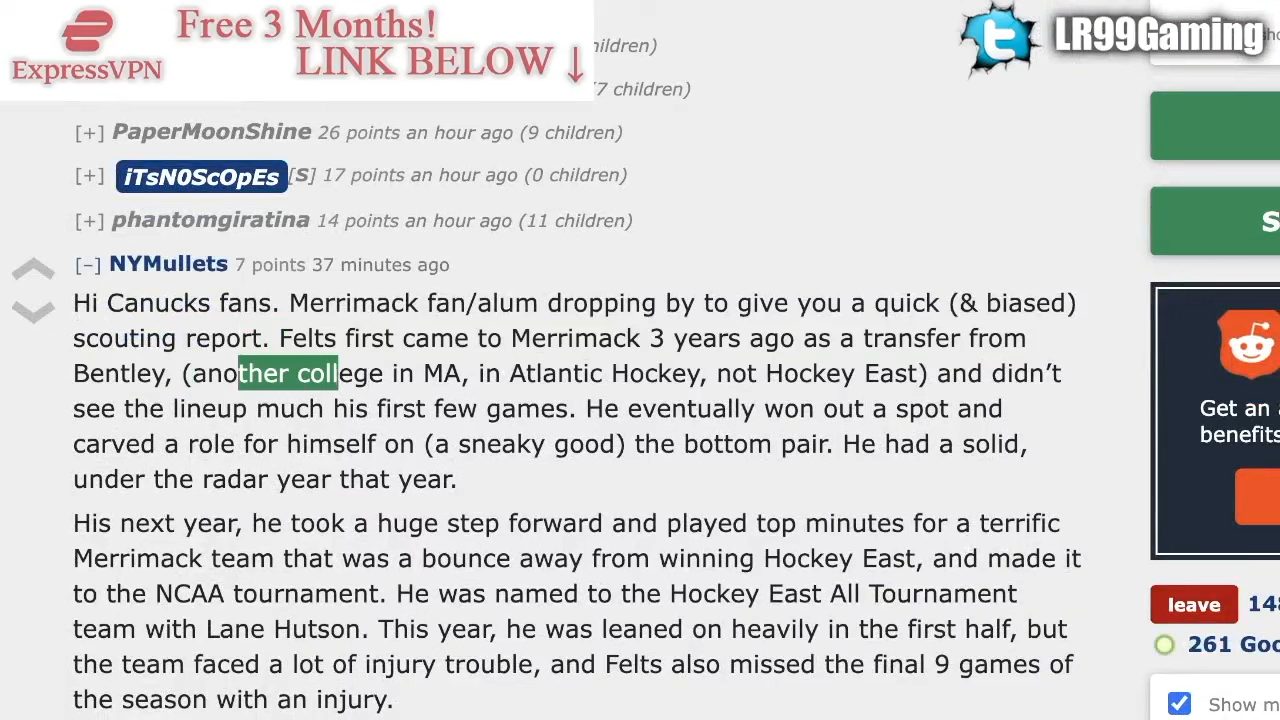 Free 3 Months!
LINK BELOW ↓
ExpressVPN
LR99Gaming
children)
(7 children)
[+] PaperMoonShine 26 points an hour ago (9 children)
[+] iTsN0ScOpEs [S] 17 points an hour ago (0 children)
[+] phantomgiratina 14 points an hour ago (11 children)
[–] NYMullets 7 points 37 minutes ago
Hi Canucks fans. Merrimack fan/alum dropping by to give you a quick (& biased)
scouting report. Felts first came to Merrimack 3 years ago as a transfer from
Bentley, (another college in MA, in Atlantic Hockey, not Hockey East) and didn’t
see the lineup much his first few games. He eventually won out a spot and
carved a role for himself on (a sneaky good) the bottom pair. He had a solid,
under the radar year that year.
His next year, he took a huge step forward and played top minutes for a terrific
Merrimack team that was a bounce away from winning Hockey East, and made it
to the NCAA tournament. He was named to the Hockey East All Tournament
team with Lane Hutson. This year, he was leaned on heavily in the first half, but
the team faced a lot of injury trouble, and Felts also missed the final 9 games of
the season with an injury.
S
Get an a
benefits
leave 148
261 God
Show m